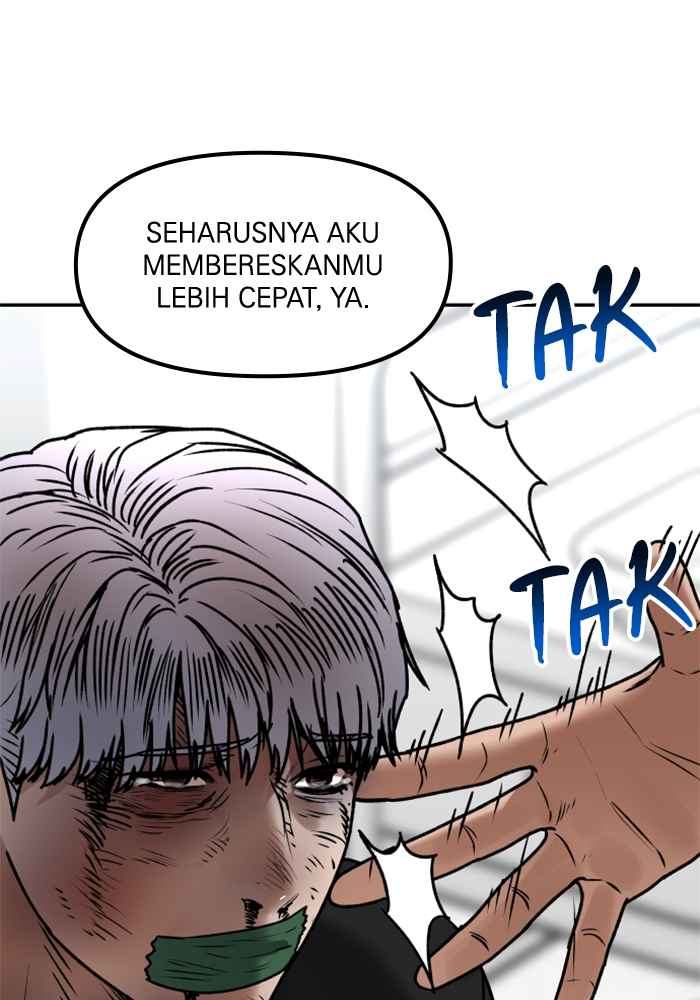 SEHARUSNYA AKU
MEMBERESKANMU
LEBIH CEPAT, YA.
TAK
TAK